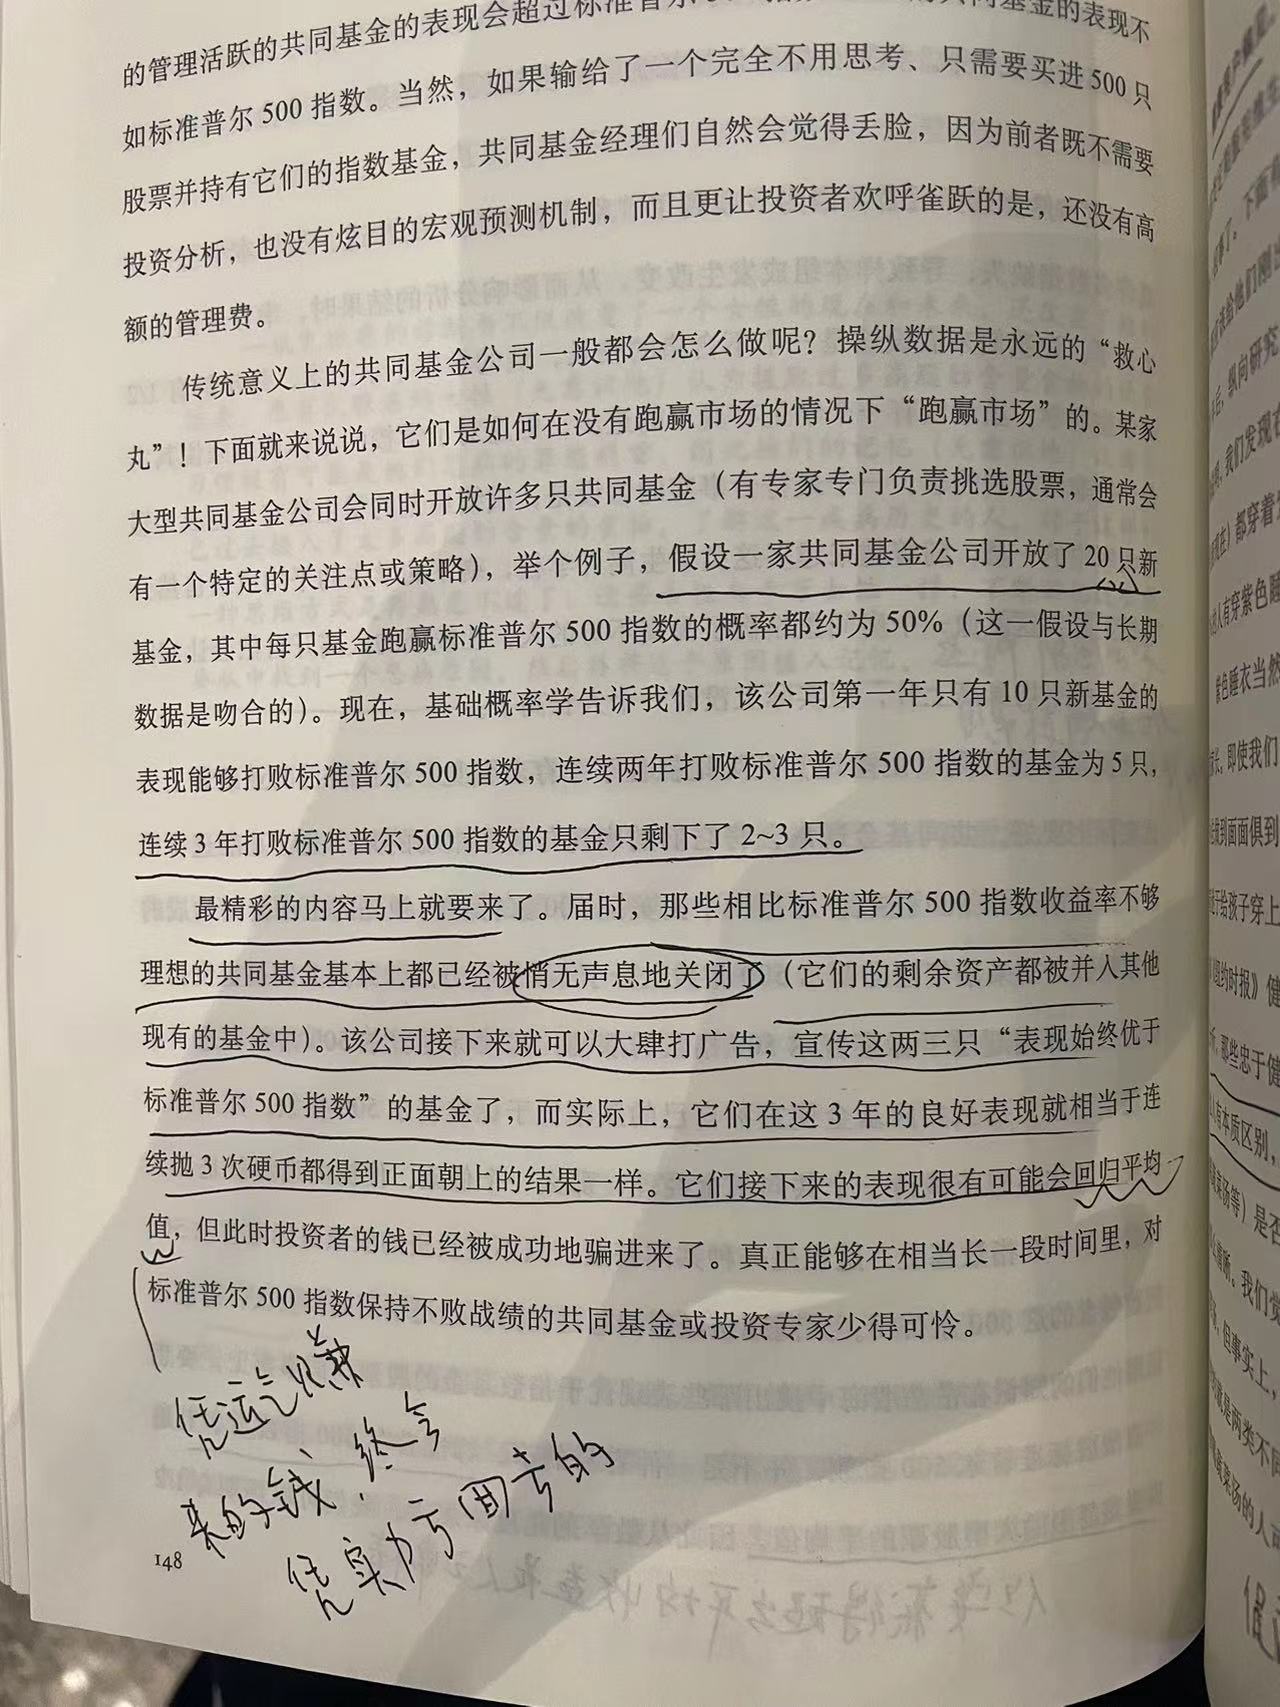 的管理活跃的共同基金的表现会超过标准普尔
共同基金的表现不
如标准普尔 500 指数。当然，如果输给了一个完全不用思考、只需要买进 500 只
股票并持有它们的指数基金，共同基金经理们自然会觉得丢脸，因为前者既不需要
投资分析，也没有炫目的宏观预测机制，而且更让投资者欢呼雀跃的是，还没有高
额的管理费。
传统意义上的共同基金公司一般都会怎么做呢？操纵数据是永远的“救心
丸”！下面就来说说，它们是如何在没有跑赢市场的情况下“跑赢市场”的。某家
大型共同基金公司会同时开放许多只共同基金（有专家专门负责挑选股票，通常会
有一个特定的关注点或策略），举个例子，假设一家共同基金公司开放了 20 只新
基金，其中每只基金跑赢标准普尔 500 指数的概率都约为 50%（这一假设与长期
数据是吻合的）。现在，基础概率学告诉我们，该公司第一年只有 10 只新基金的
表现能够打败标准普尔 500 指数，连续两年打败标准普尔 500 指数的基金为 5 只，
连续 3 年打败标准普尔 500 指数的基金只剩下了 2~3 只。
最精彩的内容马上就要来了。届时，那些相比标准普尔 500 指数收益率不够
理想的共同基金基本上都已经被悄无声息地关闭了（它们的剩余资产都被并入其他
现有的基金中）。该公司接下来就可以大肆打广告，宣传这两三只“表现始终优于
标准普尔 500 指数”的基金了，而实际上，它们在这 3 年的良好表现就相当于连
续抛 3 次硬币都得到正面朝上的结果一样。它们接下来的表现很有可能会回归平均
值，但此时投资者的钱已经被成功地骗进来了。真正能够在相当长一段时间里，对
标准普尔 500 指数保持不败战绩的共同基金或投资专家少得可怜。
凭运气赚
来的钱，终会
凭实力亏回去的
148